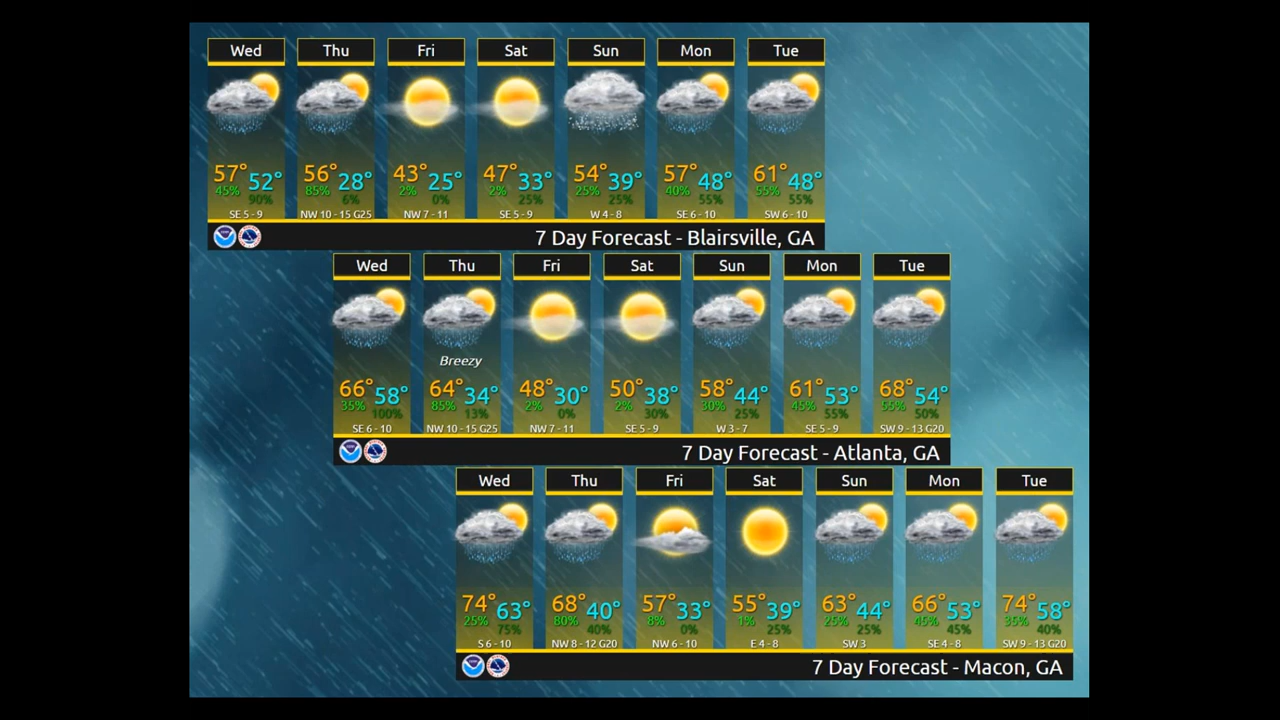 Wed Thu Fri Sat Sun Mon Tue
57° 52° 56° 28° 43° 25° 47° 33° 54° 39° 57° 48° 61° 48°
45% 90% 85% 6% 2% 0% 2% 25% 25% 25% 40% 55% 55% 55%
SE 5 - 9 NW 10 - 15 G25 NW 7 - 11 SE 5 - 9 W 4 - 8 SE 6 - 10 SW 6 - 10
7 Day Forecast - Blairsville, GA
Wed Thu Fri Sat Sun Mon Tue
Breezy
66° 58° 64° 34° 48° 30° 50° 38° 58° 44° 61° 53° 68° 54°
35% 100% 85% 13% 2% 0% 2% 30% 30% 25% 45% 55% 55% 50%
SE 6 - 10 NW 10 - 15 G25 NW 7 - 11 SE 5 - 9 W 3 - 7 SE 5 - 9 SW 9 - 13 G20
7 Day Forecast - Atlanta, GA
Wed Thu Fri Sat Sun Mon Tue
74° 63° 68° 40° 57° 33° 55° 39° 63° 44° 66° 53° 74° 58°
25% 75% 80% 40% 8% 0% 1% 25% 25% 25% 45% 45% 35% 40%
S 6 - 10 NW 8 - 12 G20 NW 6 - 10 E 4 - 8 SW 3 SE 4 - 8 SW 9 - 13 G20
7 Day Forecast - Macon, GA